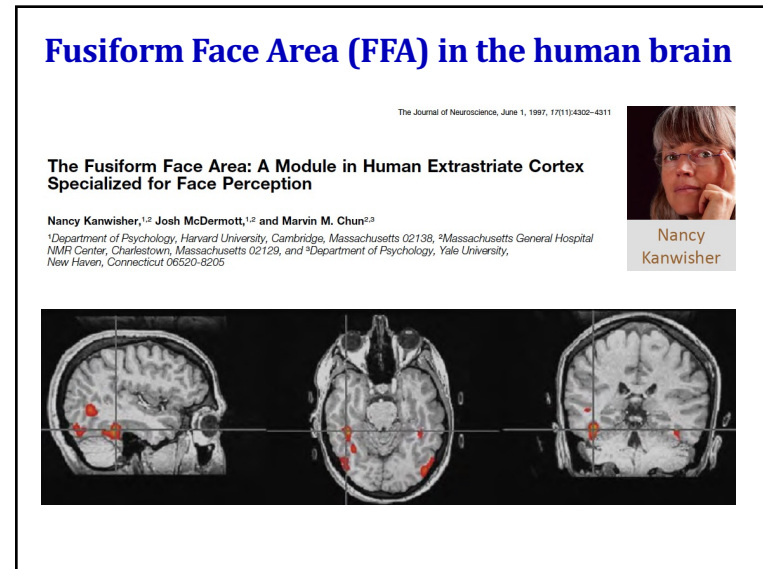 Fusiform Face Area (FFA) in the human brain
The Journal of Neuroscience, June 1, 1997, 17(11):4302–4311
The Fusiform Face Area: A Module in Human Extrastriate Cortex
Specialized for Face Perception
Nancy Kanwisher,1,2 Josh McDermott,1,2 and Marvin M. Chun2,3
1Department of Psychology, Harvard University, Cambridge, Massachusetts 02138, 2Massachusetts General Hospital
NMR Center, Charlestown, Massachusetts 02129, and 3Department of Psychology, Yale University,
New Haven, Connecticut 06520-8205
Nancy
Kanwisher